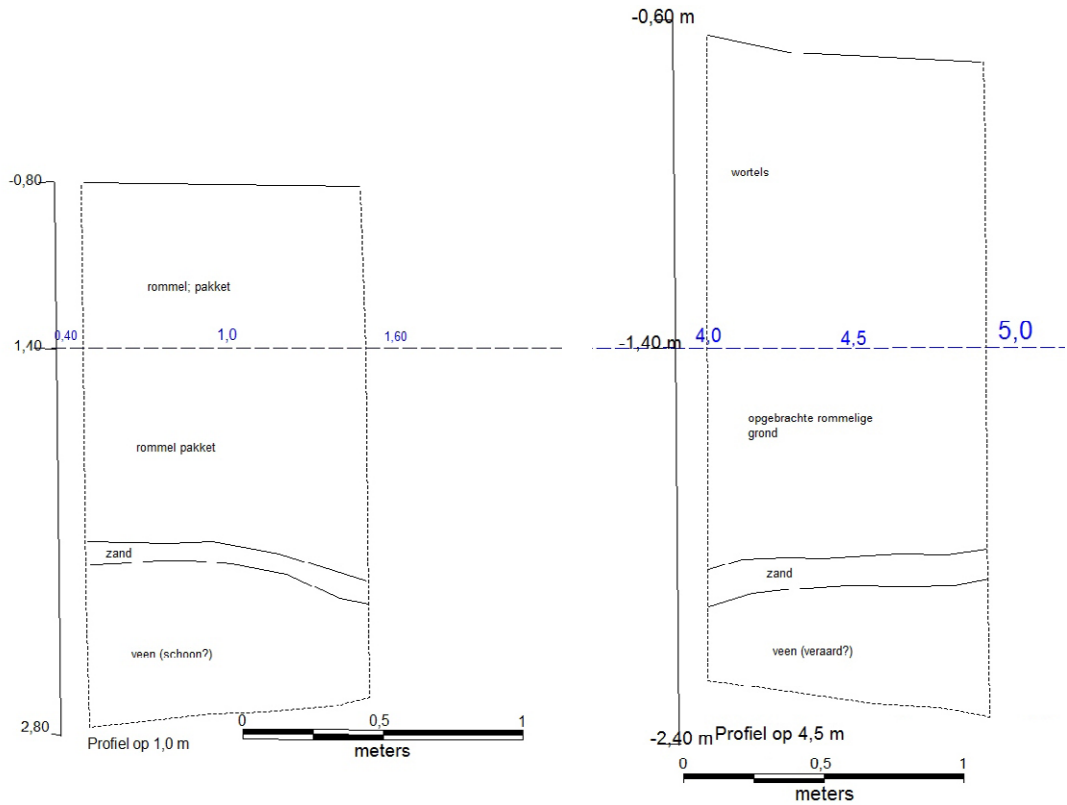 -0,80
rommel; pakket
0,40
1,0
1,60
1,40
rommel pakket
zand
veen (schoon?)
2,80
Profiel op 1,0 m
0
0,5
1
meters
-0,60 m
wortels
-1,40 m
4,0
4,5
5,0
opgebrachte rommelige
grond
zand
veen (veraard?)
-2,40 m
Profiel op 4,5 m
0
0,5
1
meters